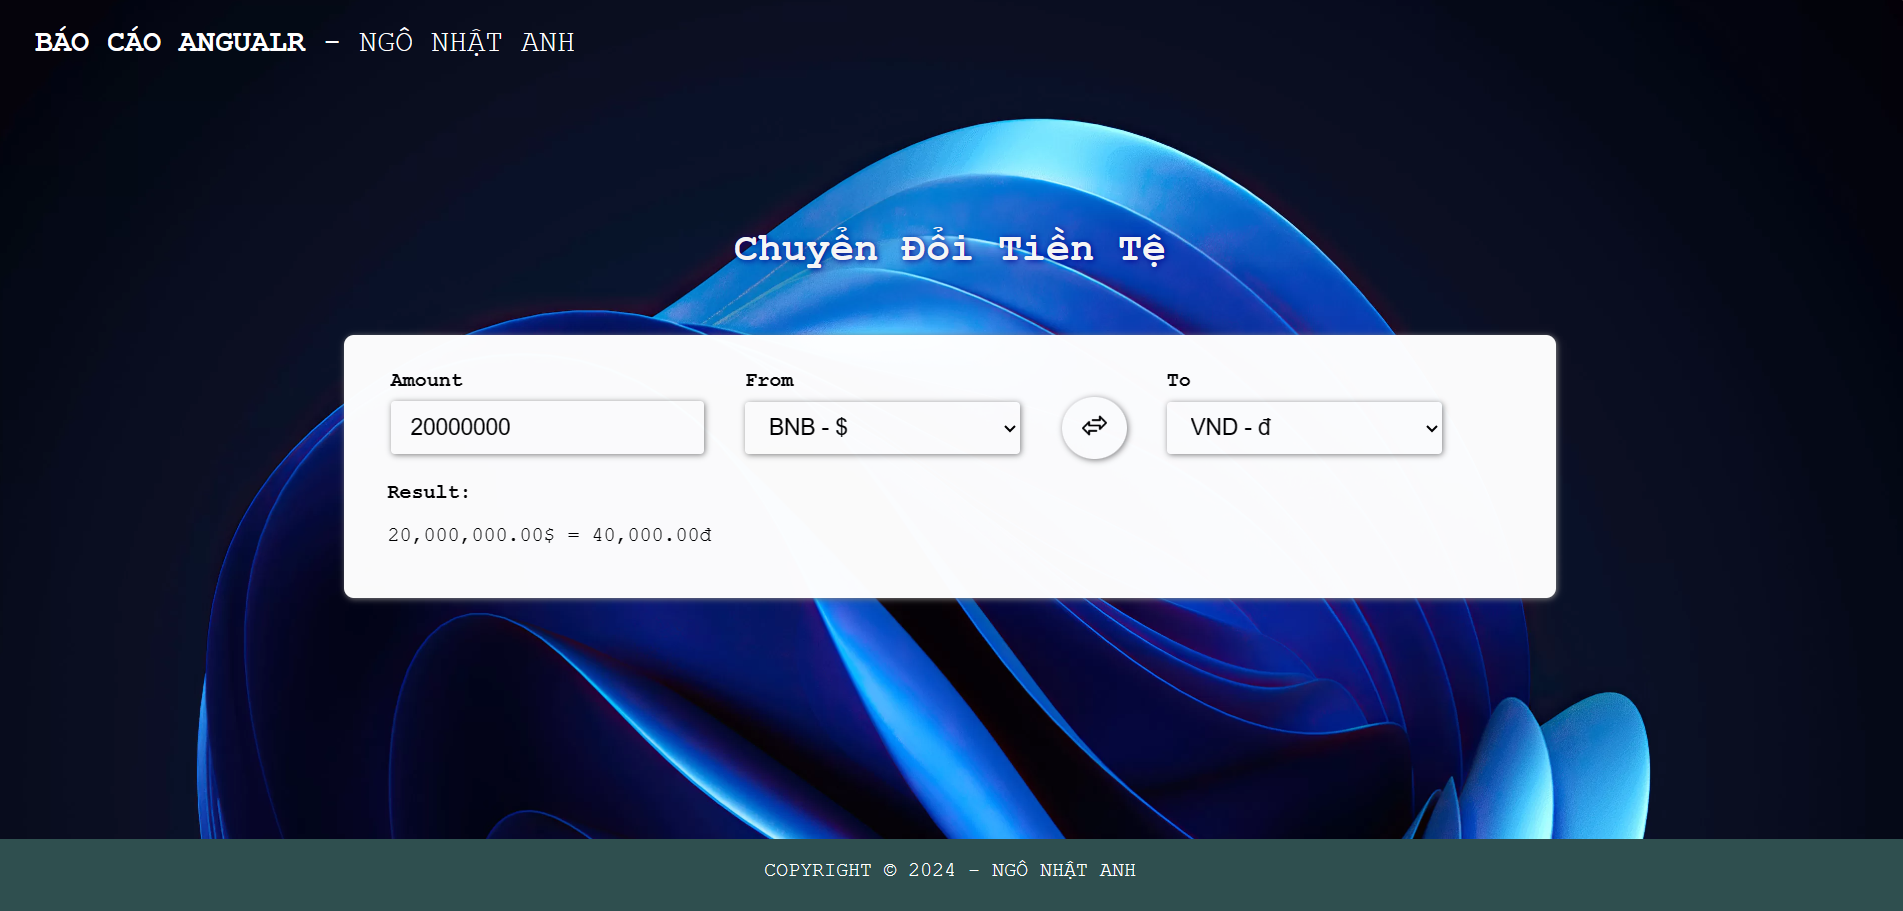 BÁO CÁO ANGUALR - NGÔ NHẬT ANH
Chuyển Đổi Tiền Tệ
Amount
From
To
20000000
BNB - $
VND - đ
Result:
20,000,000.00$ = 40,000.00đ
COPYRIGHT © 2024 - NGÔ NHẬT ANH